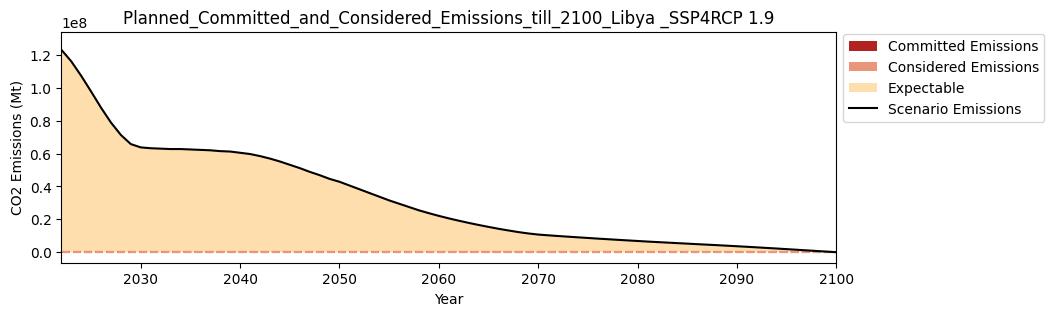 Planned_Committed_and_Considered_Emissions_till_2100_Libya _SSP4RCP 1.9
1e8
1.2
1.0
0.8
0.6
0.4
0.2
0.0
CO2 Emissions (Mt)
2030 2040 2050 2060 2070 2080 2090 2100
Year
Committed Emissions
Considered Emissions
Expectable
Scenario Emissions